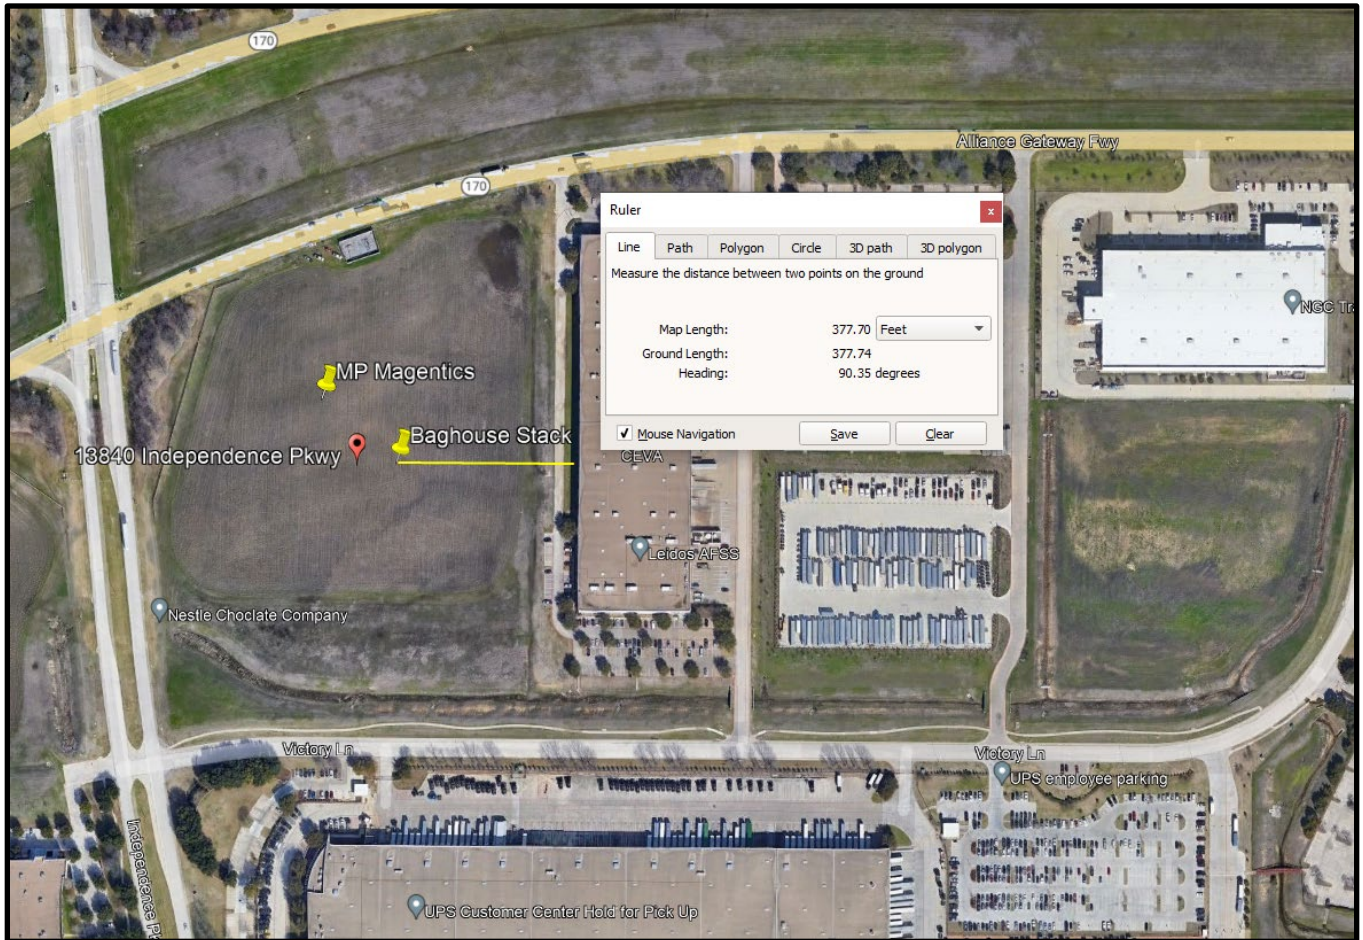 170
Alliance Gateway Fwy
170
Ruler
x
Line Path Polygon Circle 3D path 3D polygon
Measure the distance between two points on the ground
Map Length: 377.70 Feet
Ground Length: 377.74
Heading: 90.35 degrees
Mouse Navigation Save Clear
NGC Tr
MP Magentics
Baghouse Stack
13840 Independence Pkwy
CEVA
Leidos AFSS
Nestle Choclate Company
Victory Ln
Victory Ln
UPS employee parking
Independence P
UPS Customer Center Hold for Pick Up